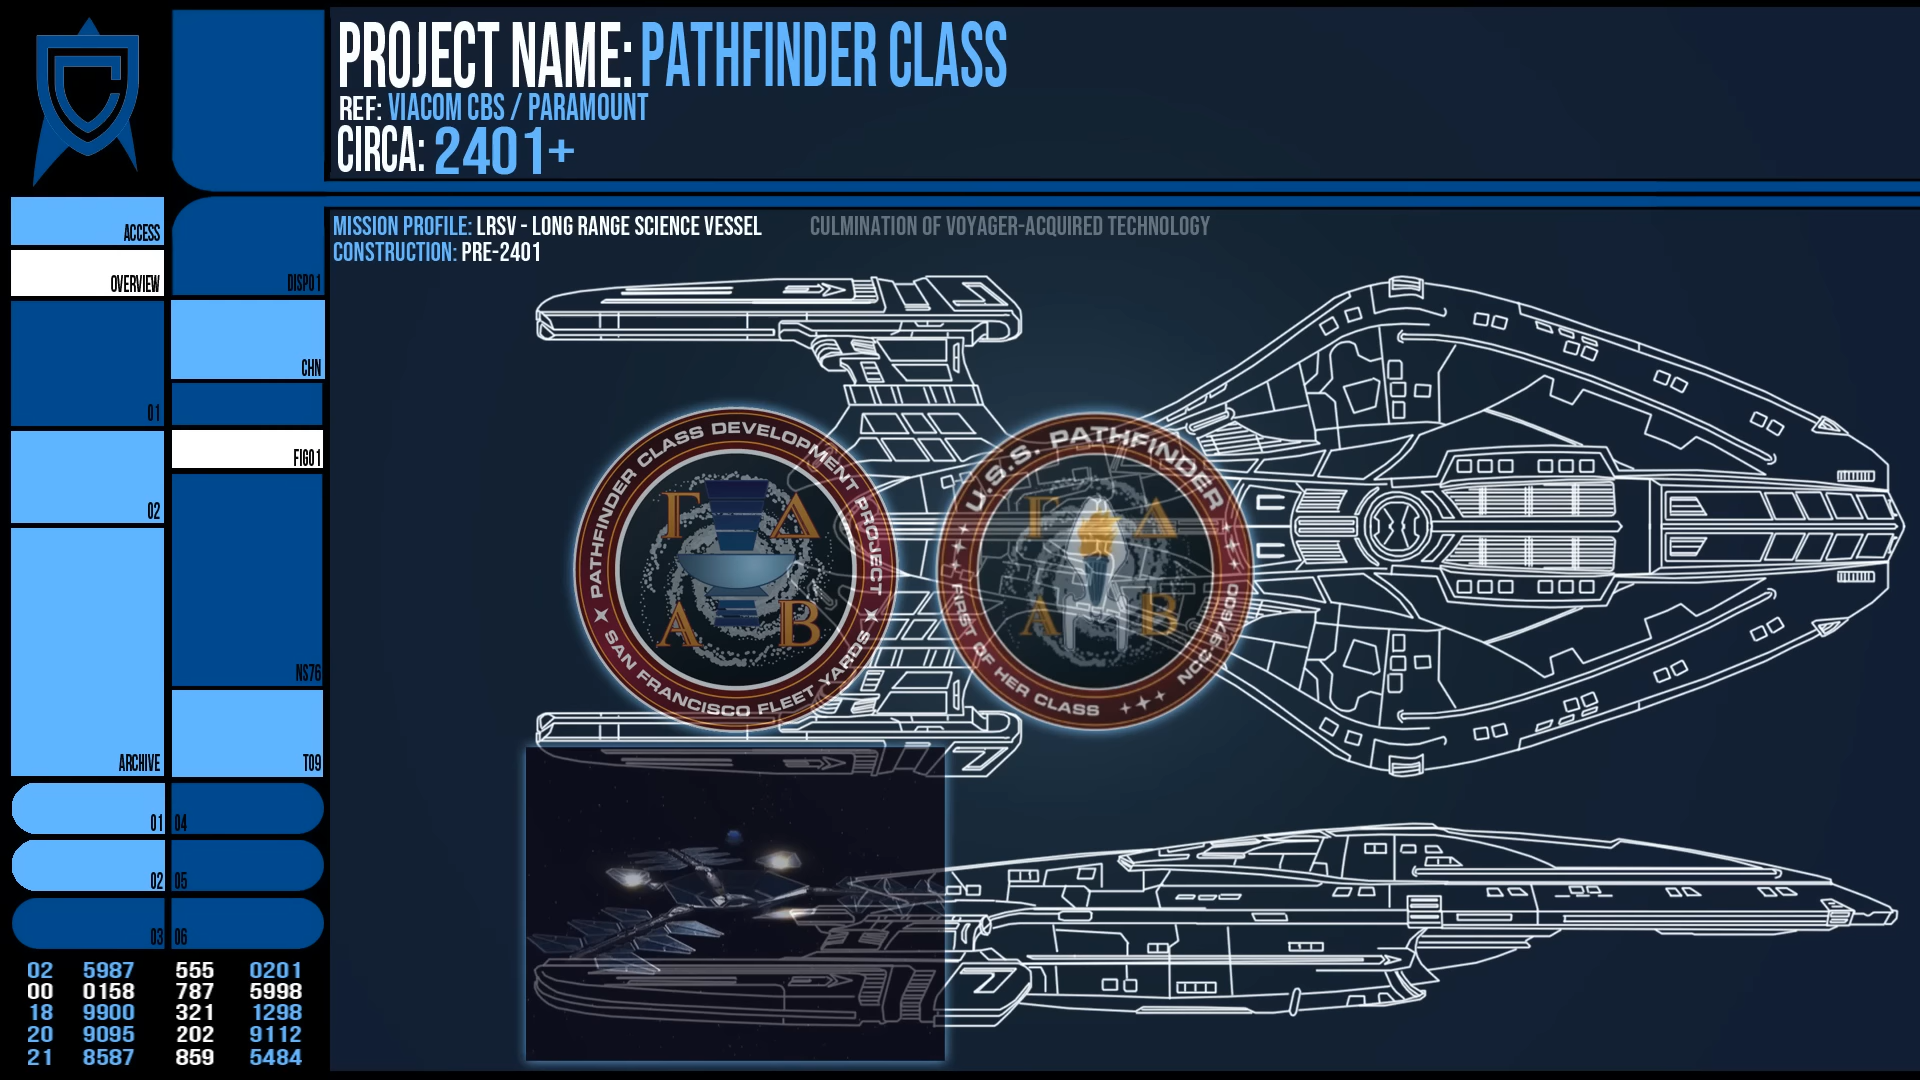 PROJECT NAME: PATHFINDER CLASS
REF: VIACOM CBS / PARAMOUNT
CIRCA: 2401+
MISSION PROFILE: LRSV - LONG RANGE SCIENCE VESSEL
CULMINATION OF VOYAGER-ACQUIRED TECHNOLOGY
CONSTRUCTION: PRE-2401
ACCESS
OVERVIEW
01
02
ARCHIVE
DISP01
CHN
FIG01
NS76
T09
01 04
02 05
03 06
02 5987 555 0201
00 0158 787 5998
18 9900 321 1298
20 9095 202 9112
21 8587 859 5484
PATHFINDER CLASS DEVELOPMENT PROJECT
SAN FRANCISCO FLEET YARDS
Γ Δ
Α Β
U.S.S. PATHFINDER
FIRST OF HER CLASS
NCC-97600
Γ Δ
Α Β